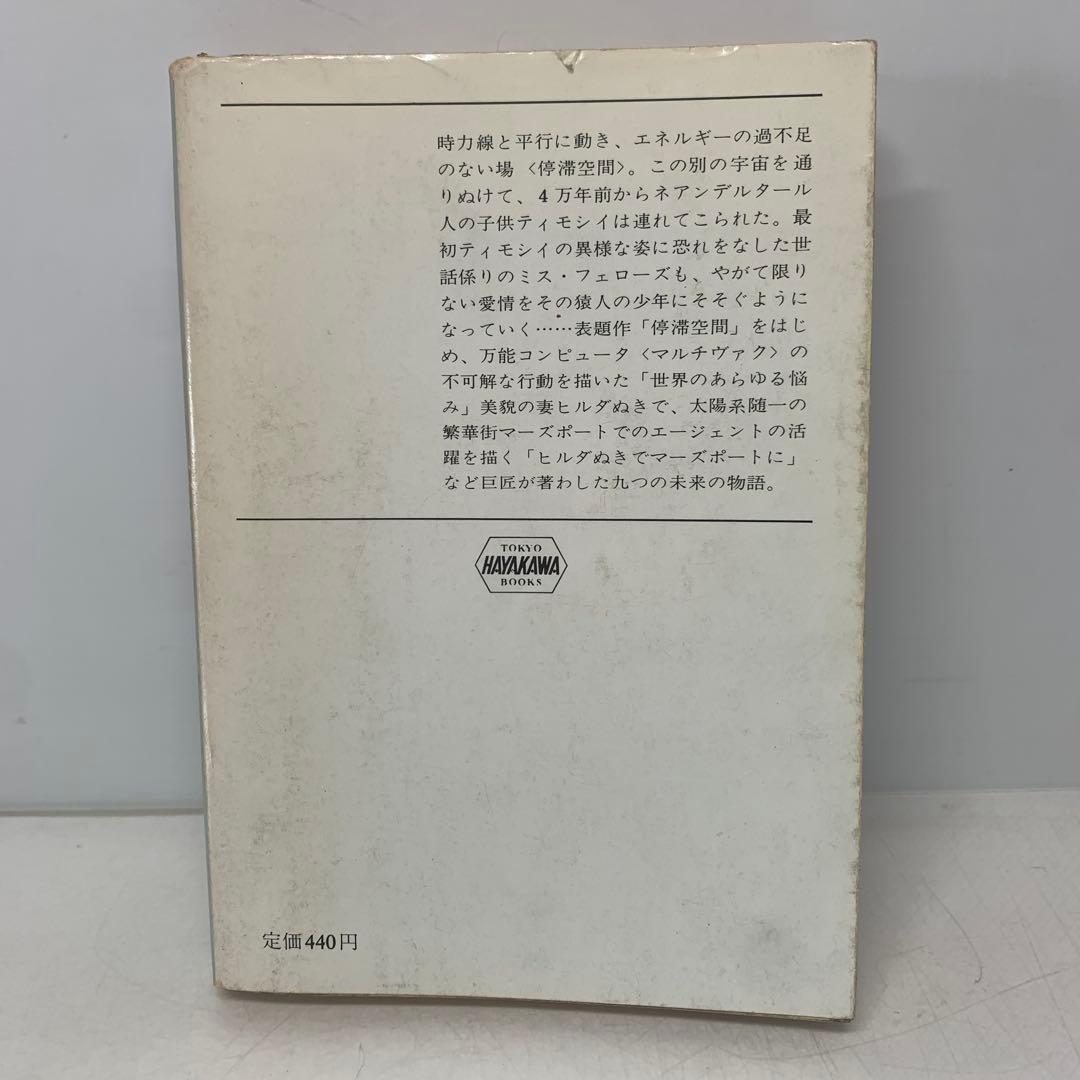 時力線と平行に動き、エネルギーの過不足
のない場〈停滞空間〉。この別の宇宙を通
りぬけて、4万年前からネアンデルタール
人の子供ティモシイは連れてこられた。最
初ティモシイの異様な姿に恐れをなした世
話係りのミス・フェローズも、やがて限り
ない愛情をその猿人の少年にそそぐように
なっていく……表題作「停滞空間」をはじ
め、万能コンピュータ〈マルチヴァク〉の
不可解な行動を描いた「世界のあらゆる悩
み」美貌の妻ヒルダぬきで、太陽系随一の
繁華街マーズポートでのエージェントの活
躍を描く「ヒルダぬきでマーズポートに」
など巨匠が著わした九つの未来の物語。
TOKYO
HAYAKAWA
BOOKS
定価440円